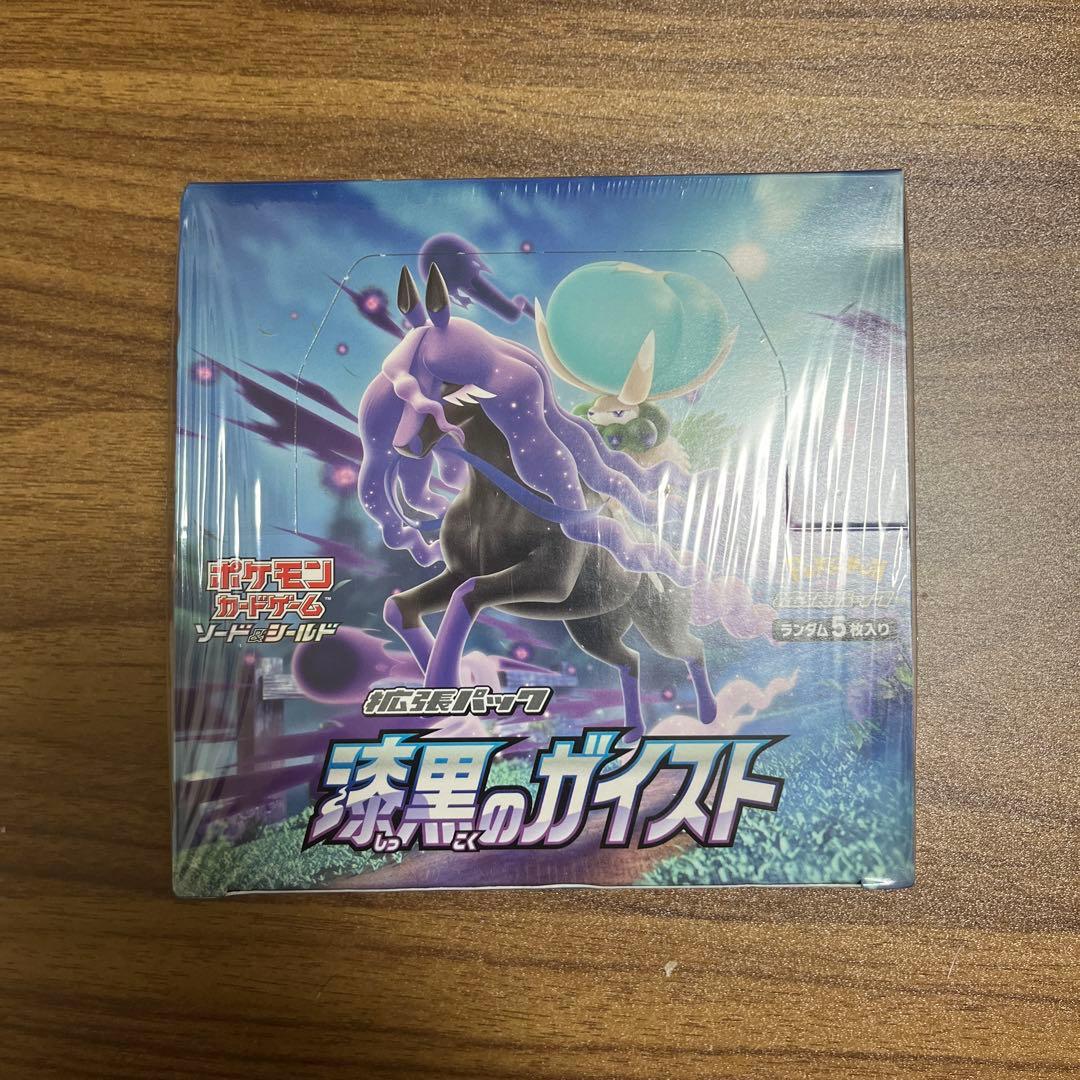 ポケモン
カードゲーム™
ソード&シールド
ランダム5枚入り
拡張パック
漆黒のガイスト
しっ こく